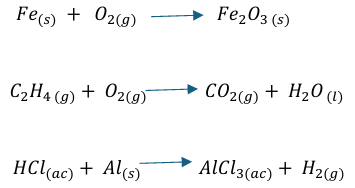 Fe(s) + O2(g) → Fe2O3 (s)
C2H4 (g) + O2(g) → CO2(g) + H2O (l)
HCl(ac) + Al(s) → AlCl3(ac) + H2(g)